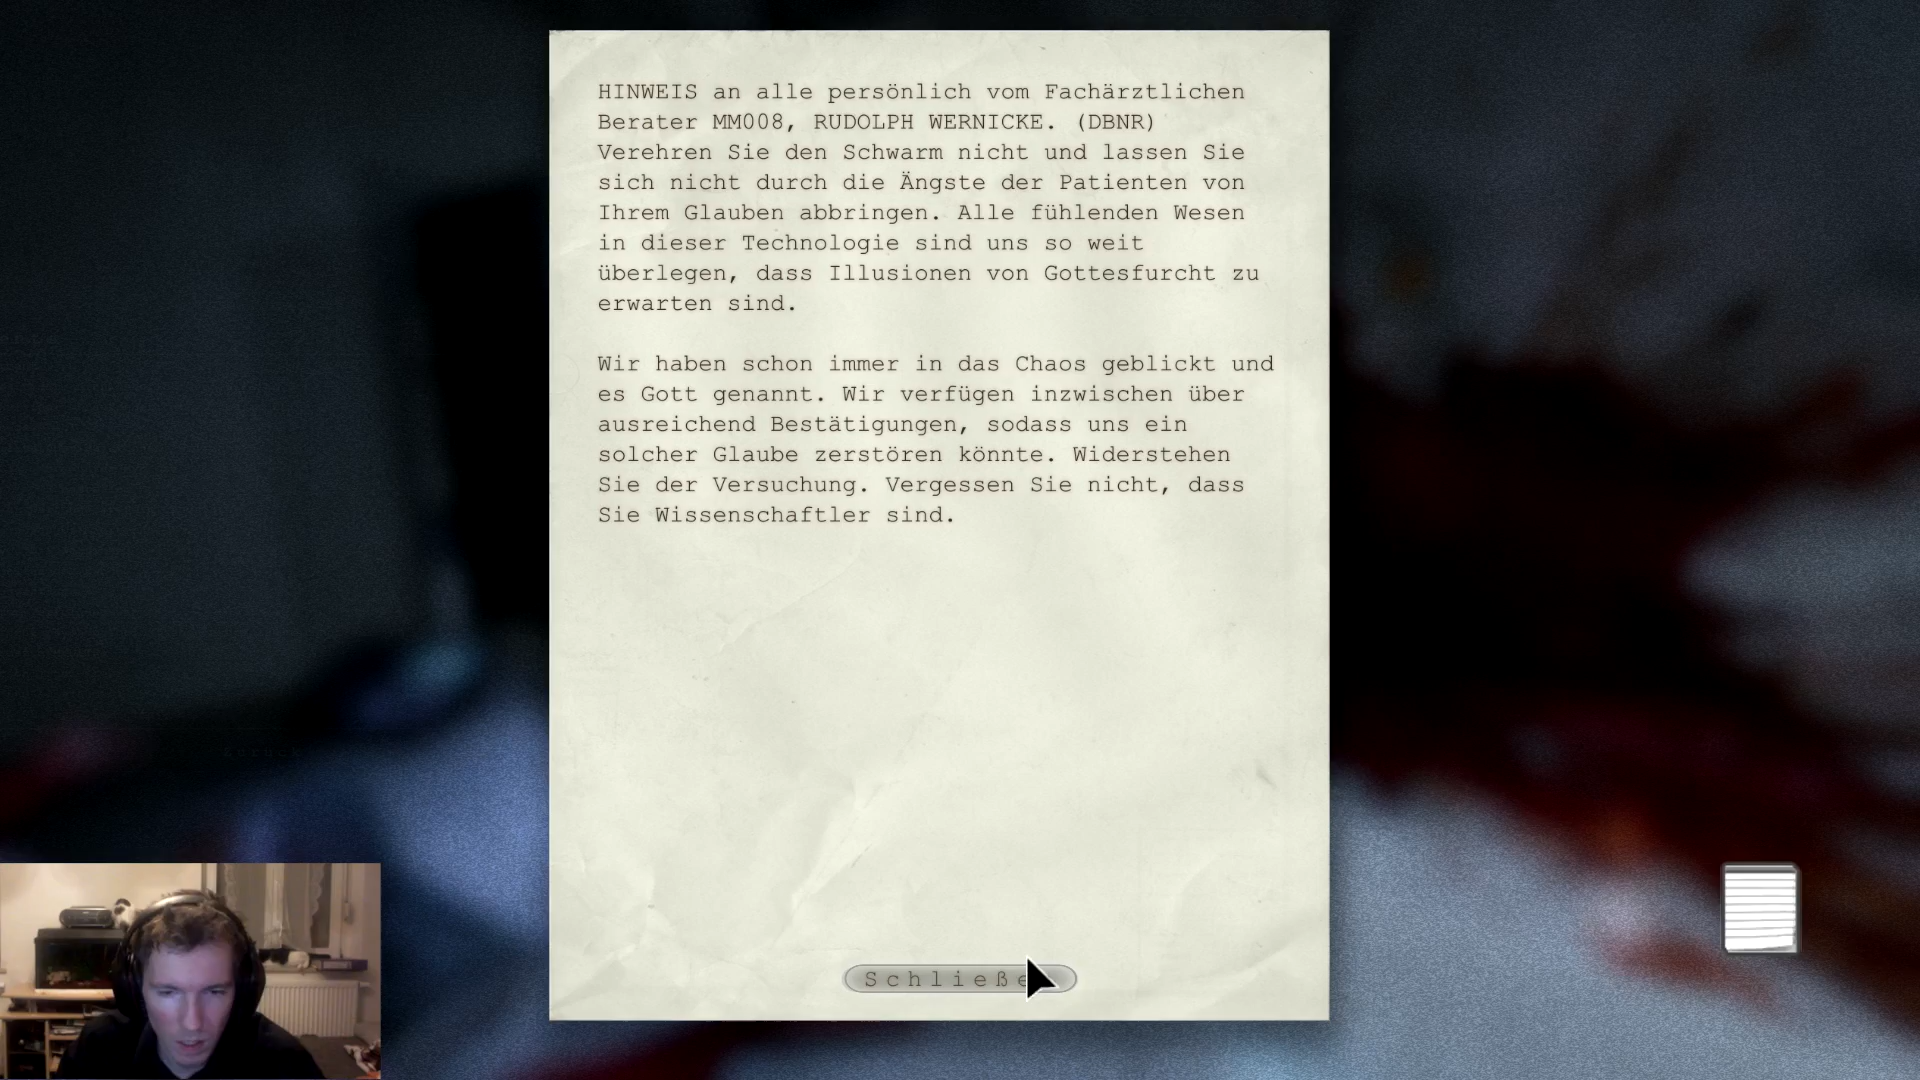 HINWEIS an alle persönlich vom Fachärztlichen
Berater MM008, RUDOLPH WERNICKE. (DBNR)
Verehren Sie den Schwarm nicht und lassen Sie
sich nicht durch die Ängste der Patienten von
Ihrem Glauben abbringen. Alle fühlenden Wesen
in dieser Technologie sind uns so weit
überlegen, dass Illusionen von Gottesfurcht zu
erwarten sind.
Wir haben schon immer in das Chaos geblickt und
es Gott genannt. Wir verfügen inzwischen über
ausreichend Bestätigungen, sodass uns ein
solcher Glaube zerstören könnte. Widerstehen
Sie der Versuchung. Vergessen Sie nicht, dass
Sie Wissenschaftler sind.